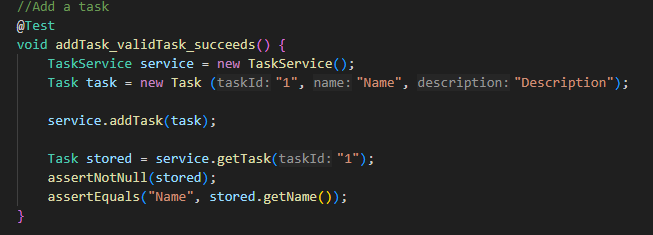 //Add a task
@Test
void addTask_validTask_succeeds() {
TaskService service = new TaskService();
Task task = new Task (taskId: "1", name: "Name", description: "Description");
service.addTask(task);
Task stored = service.getTask(taskId: "1");
assertNotNull(stored);
assertEquals("Name", stored.getName());
}